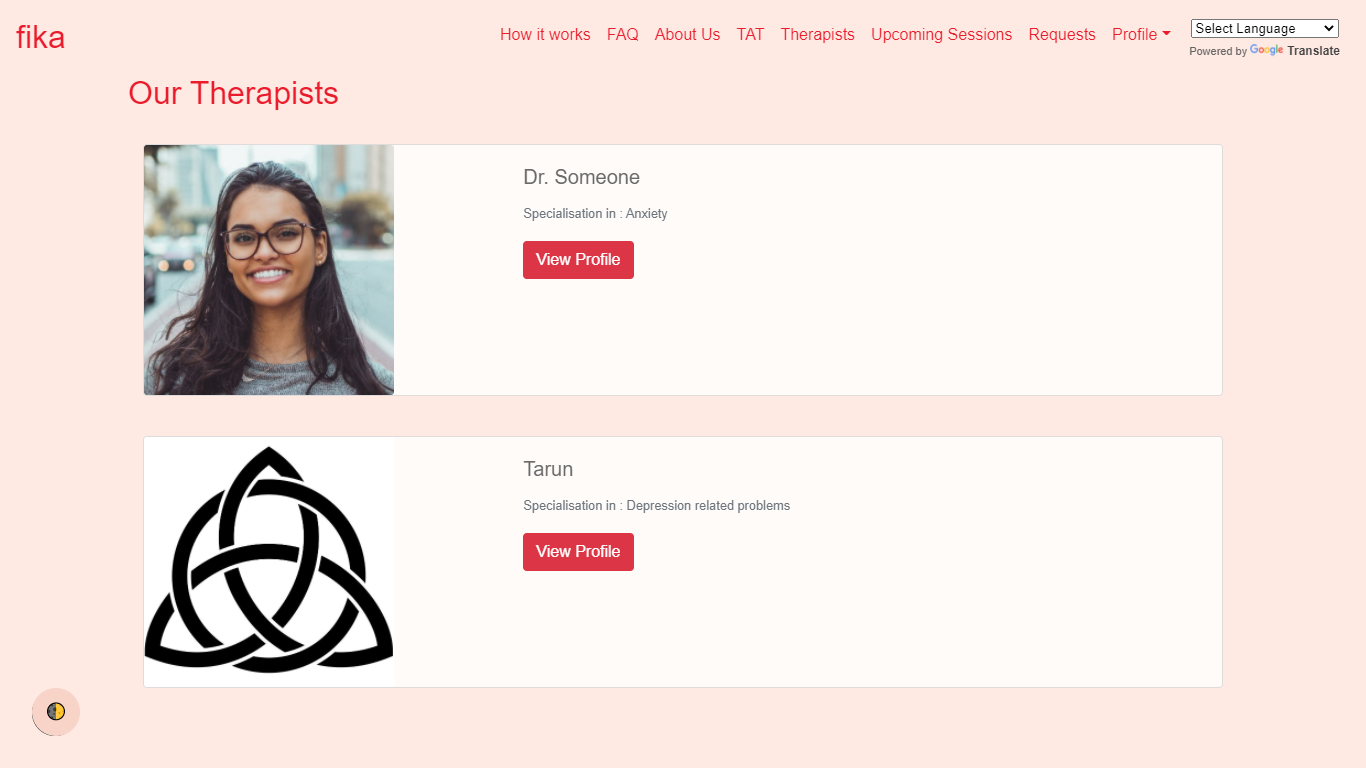 fika
How it works FAQ About Us TAT Therapists Upcoming Sessions Requests Profile
Select Language
Powered by Google Translate
Our Therapists
Dr. Someone
Specialisation in : Anxiety
View Profile
Tarun
Specialisation in : Depression related problems
View Profile